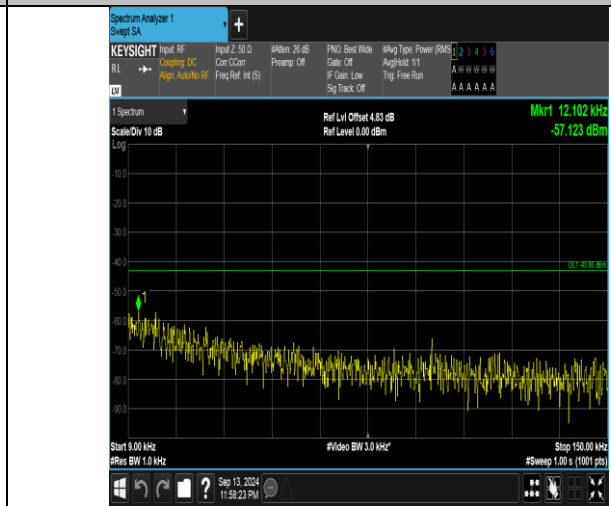 Spectrum Analyzer 1
Swept SA
+
KEYSIGHT Input: RF Input Z: 50 Ω #Atten: 26 dB PNO: Best Wide #Avg Type: Power (RMS 1 2 3 4 5 6
RL Coupling: DC Corr CCorr Preamp: Off Gate: Off Avg|Hold: 1/1 A W W W W W
Align: Auto/No RF Freq Ref: Int (S) IF Gain: Low Trig: Free Run
LXI Sig Track: Off A A A A A A
1 Spectrum Ref Lvl Offset 4.83 dB Mkr1 12.102 kHz
Scale/Div 10 dB Ref Level 0.00 dBm -57.123 dBm
Log
-10.0
-20.0
-30.0
-40.0
DL1 -43.00 dBm
-50.0
1
-60.0
-70.0
-80.0
-90.0
Start 9.00 kHz #Video BW 3.0 kHz* Stop 150.00 kHz
#Res BW 1.0 kHz #Sweep 1.00 s (1001 pts)
? Sep 13, 2024
11:58:23 PM